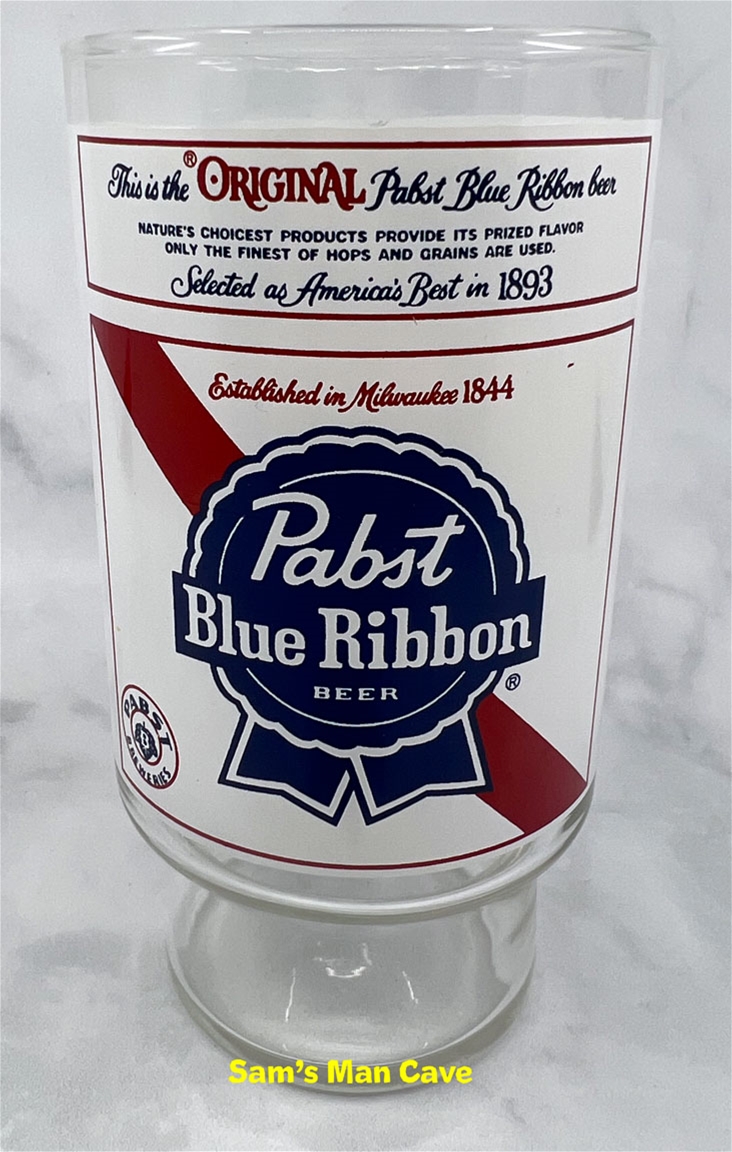 This is the ® ORIGINAL Pabst Blue Ribbon beer
NATURE'S CHOICEST PRODUCTS PROVIDE ITS PRIZED FLAVOR
ONLY THE FINEST OF HOPS AND GRAINS ARE USED.
Selected as America's Best in 1893
Established in Milwaukee 1844
Pabst
Blue Ribbon
BEER
®
PABST
B
BREWERIES
Sam's Man Cave